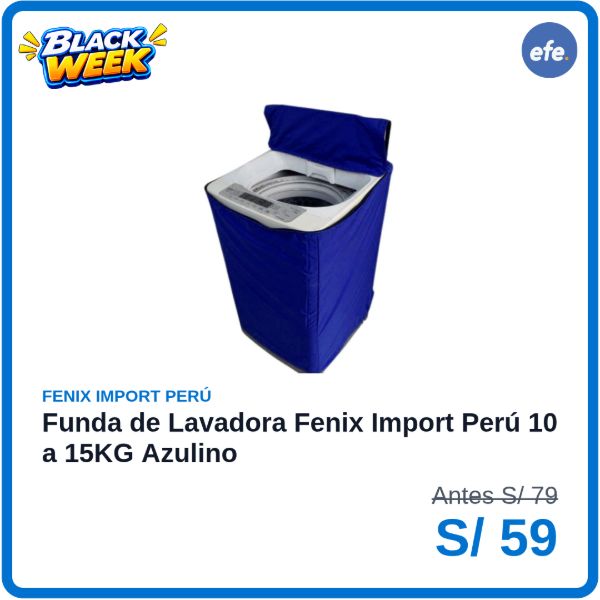 BLACK
WEEK
efe.
FENIX IMPORT PERÚ
Funda de Lavadora Fenix Import Perú 10
a 15KG Azulino
Antes S/ 79
S/ 59